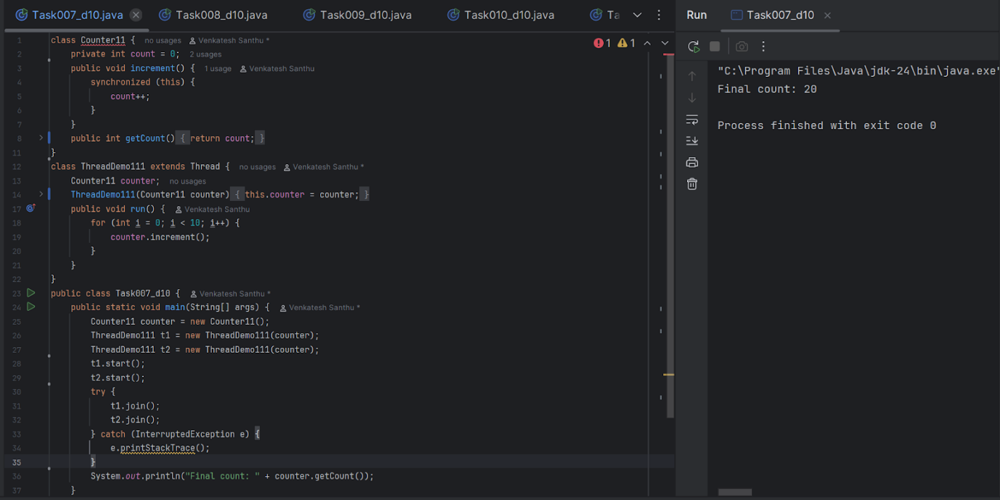 Task007_d10.java Task008_d10.java Task009_d10.java Task010_d10.java Ta
Run Task007_d10
1 class Counter11 { no usages Venkatesh Santhu *
1 1
2 private int count = 0; 2 usages
3 public void increment() { 1 usage Venkatesh Santhu
4 synchronized (this) {
5 count++;
6 }
7 }
8 public int getCount() { return count; }
11 }
12 class ThreadDemo111 extends Thread { no usages Venkatesh Santhu *
13 Counter11 counter; no usages
14 ThreadDemo111(Counter11 counter) { this.counter = counter; }
17 public void run() { Venkatesh Santhu
18 for (int i = 0; i < 10; i++) {
19 counter.increment();
20 }
21 }
22 }
23 public class Task007_d10 { Venkatesh Santhu *
24 public static void main(String[] args) { Venkatesh Santhu *
25 Counter11 counter = new Counter11();
26 ThreadDemo111 t1 = new ThreadDemo111(counter);
27 ThreadDemo111 t2 = new ThreadDemo111(counter);
28 t1.start();
29 t2.start();
30 try {
31 t1.join();
32 t2.join();
33 } catch (InterruptedException e) {
34 e.printStackTrace();
35 }
36 System.out.println("Final count: " + counter.getCount());
37 }
"C:\Program Files\Java\jdk-24\bin\java.exe"
Final count: 20
Process finished with exit code 0